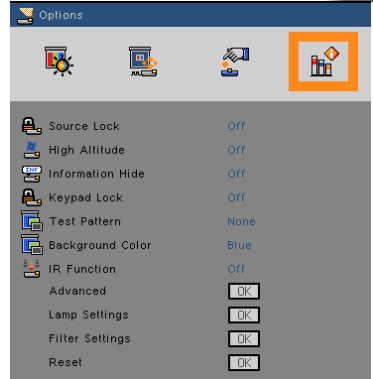 Options
Source Lock Off
High Altitude Off
INF Information Hide Off
Keypad Lock Off
Test Pattern None
Background Color Blue
IR Function Off
Advanced OK
Lamp Settings OK
Filter Settings OK
Reset OK